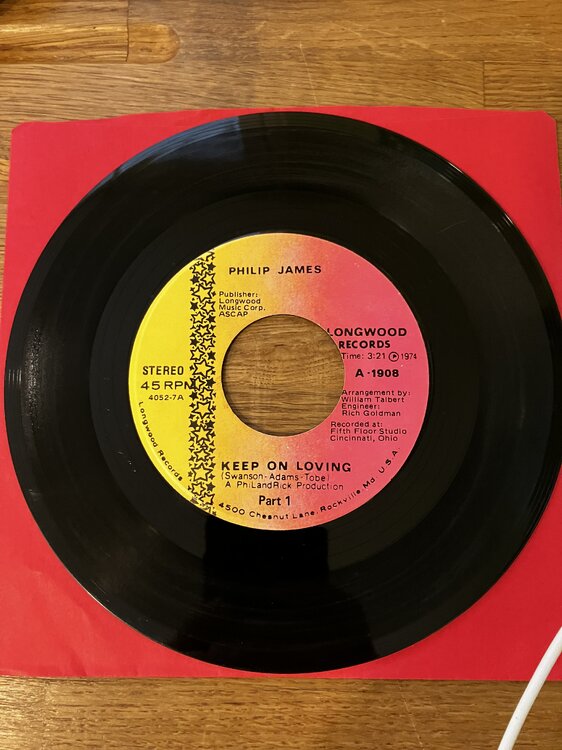 PHILIP JAMES
Publisher:
Longwood
Music Corp.
ASCAP
LONGWOOD
RECORDS
Time: 3:21 Ⓟ 1974
A-1908
STEREO
45 RPM
4052-7A
Arrangement by:
William Talbert
Engineer:
Rich Goldman
Recorded at:
Fifth Floor Studio
Cincinnati, Ohio
KEEP ON LOVING
(Swanson-Adams-Tobe)
A PhiLandRick Production
Part 1
Longwood Records, 4500 Chesnut Lane, Rockville, Md. U.S.A.